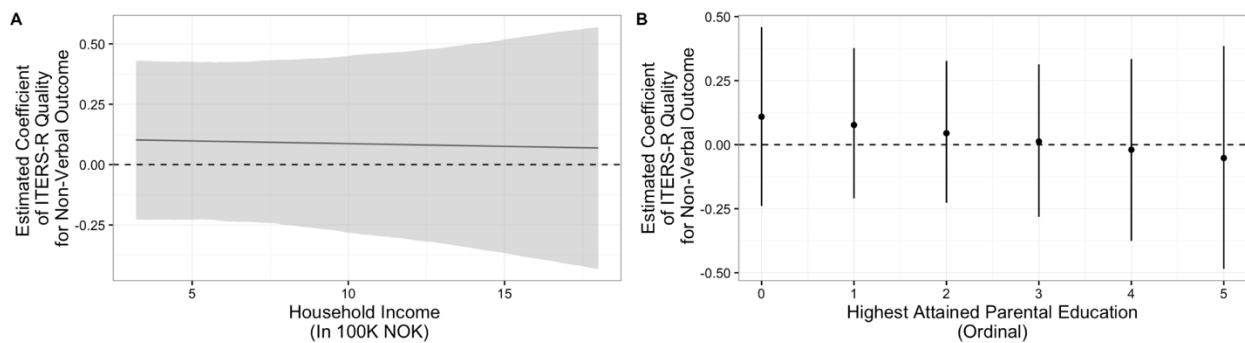 A
Estimated Coefficient
of ITERS-R Quality
for Non-Verbal Outcome
0.50
0.25
0.00
-0.25
5
10
15
Household Income
(In 100K NOK)
B
Estimated Coefficient
of ITERS-R Quality
for Non-Verbal Outcome
0.50
0.25
0.00
-0.25
-0.50
0
1
2
3
4
5
Highest Attained Parental Education
(Ordinal)